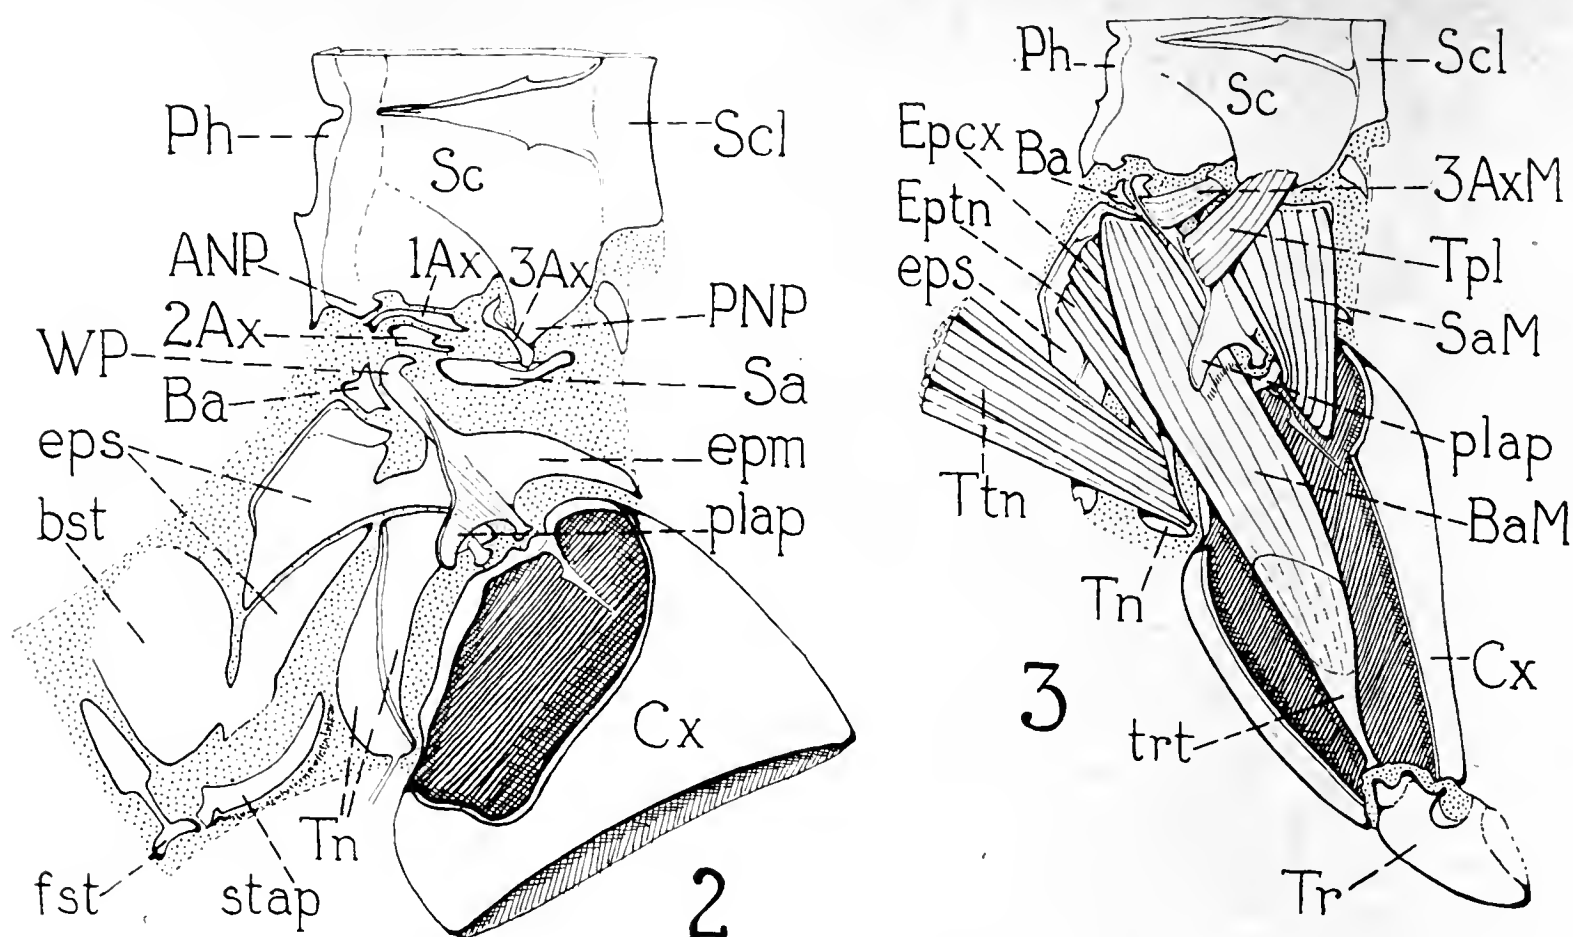 Ph
Sc
Scl
ANP
1Ax
3Ax
2Ax
PNP
WP
Ba
Sa
eps
epm
bst
plap
Cx
Tn
fst
stap
2
Ph
Scl
Sc
Epcx
Ba
3AxM
Eptn
Tpl
eps
SaM
plap
Ttn
BaM
Tn
Cx
3
trt
Tr